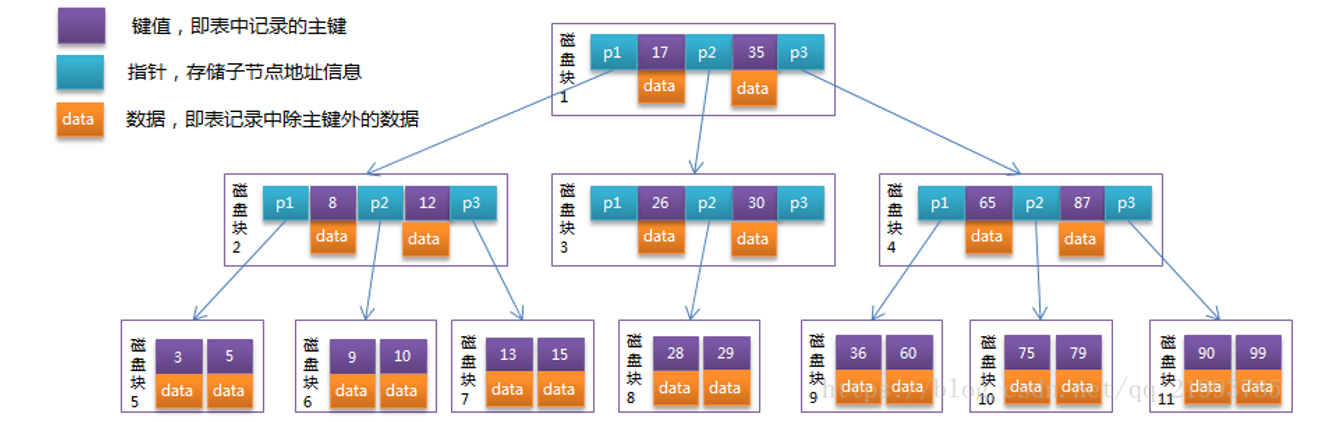 键值，即表中记录的主键
指针，存储子节点地址信息
data 数据，即表记录中除主键外的数据
磁盘块1
p1 17 p2 35 p3
data data
磁盘块2
p1 8 p2 12 p3
data data
磁盘块3
p1 26 p2 30 p3
data data
磁盘块4
p1 65 p2 87 p3
data data
磁盘块5
3 5
data data
磁盘块6
9 10
data data
磁盘块7
13 15
data data
磁盘块8
28 29
data data
磁盘块9
36 60
data data
磁盘块10
75 79
data data
磁盘块11
90 99
data data